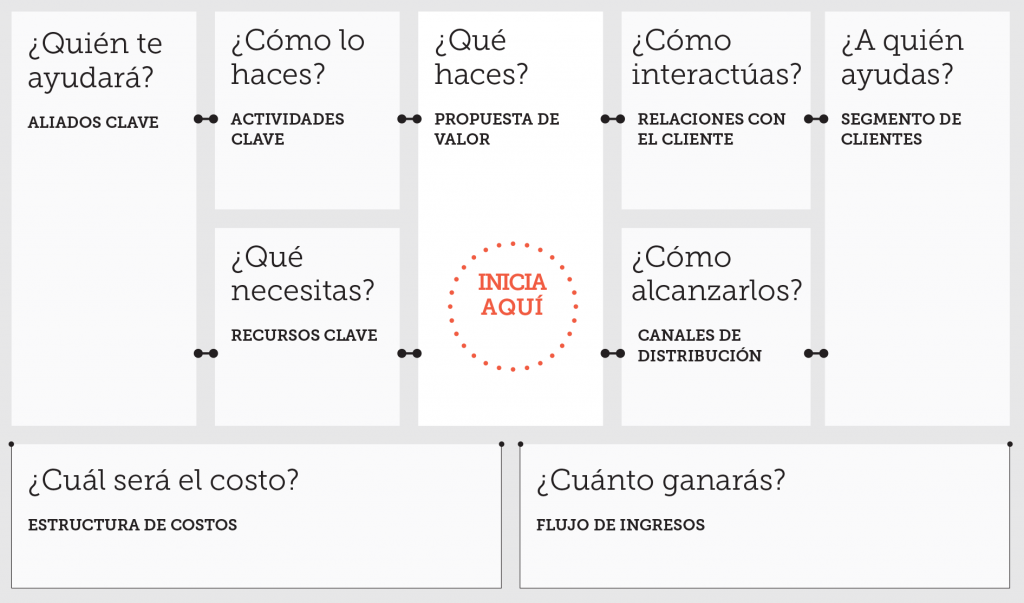 ¿Quién te
ayudará?
ALIADOS CLAVE
¿Cómo lo
haces?
ACTIVIDADES
CLAVE
¿Qué
necesitas?
RECURSOS CLAVE
¿Qué
haces?
PROPUESTA DE
VALOR
INICIA
AQUÍ
¿Cómo
interactúas?
RELACIONES CON
EL CLIENTE
¿Cómo
alcanzarlos?
CANALES DE
DISTRIBUCIÓN
¿A quién
ayudas?
SEGMENTO DE
CLIENTES
¿Cuál será el costo?
ESTRUCTURA DE COSTOS
¿Cuánto ganarás?
FLUJO DE INGRESOS